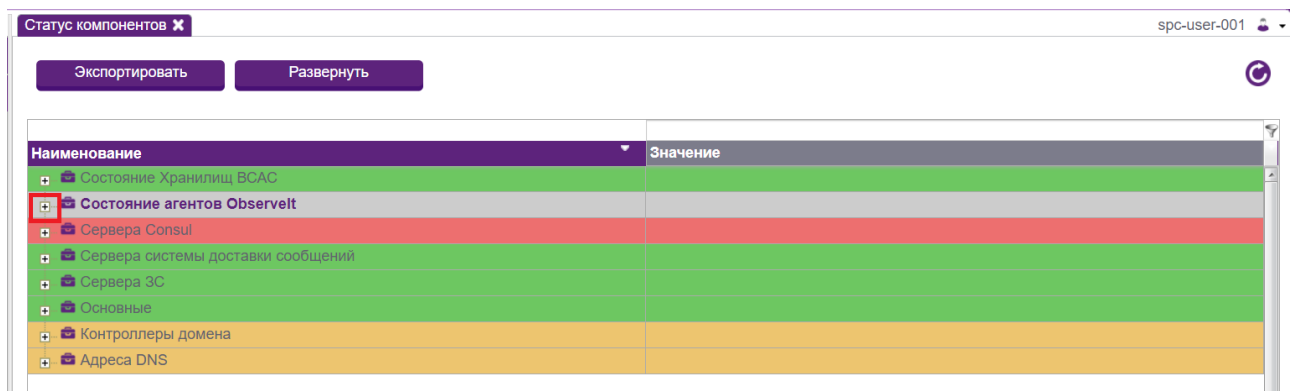 Статус компонентов
spc-user-001
Экспортировать Развернуть
Наименование Значение
Состояние Хранилищ ВСАС
Состояние агентов ObserveIt
Сервера Consul
Сервера системы доставки сообщений
Сервера ЗС
Основные
Контроллеры домена
Адреса DNS